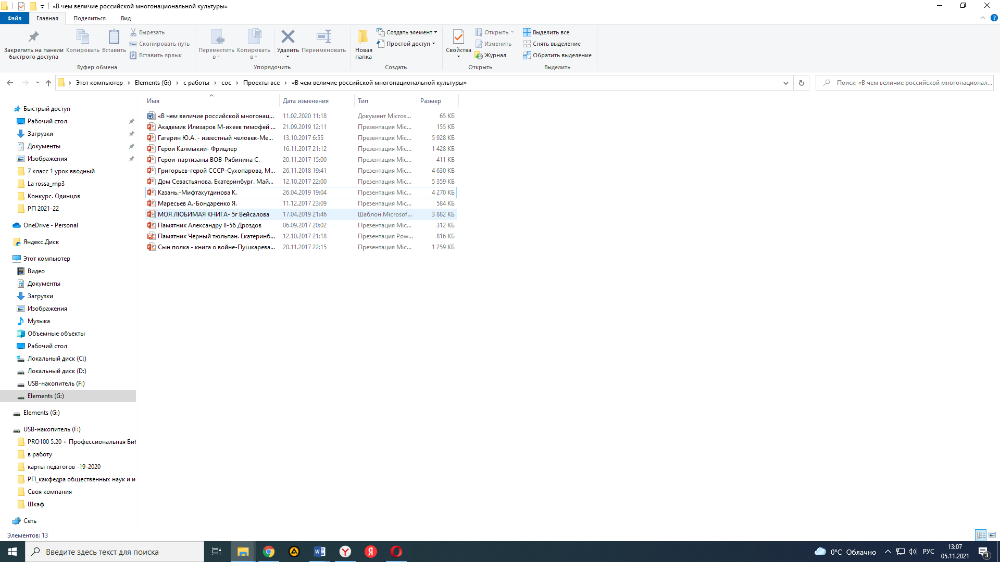 «В чем величие российской многонациональной культуры»
Файл
Главная
Поделиться
Вид
Закрепить на панели
быстрого доступа
Копировать
Вставить
Вырезать
Скопировать путь
Вставить ярлык
Буфер обмена
Переместить
в
Копировать
в
Удалить
Переименовать
Упорядочить
Новая
папка
Создать элемент
Простой доступ
Создать
Свойства
Открыть
Изменить
Журнал
Открыть
Выделить все
Снять выделение
Обратить выделение
Выделить
Этот компьютер › Elements (G:) › с работы › сос › Проекты все › «В чем величие российской многонациональной культуры»
Поиск: «В чем величие российской многонационал...
Имя Дата изменения Тип Размер
«В чем величие российской многонац... 11.02.2020 11:18 Документ Micros... 65 КБ
Академик Илизаров М-ихеев тимофей ... 21.09.2019 12:11 Презентация Mic... 155 КБ
Гагарин Ю.А. - известный человек-Ме... 13.10.2017 6:55 Презентация Mic... 5 928 КБ
Герои Калмыкии- Фрицлер 16.11.2017 21:12 Презентация Mic... 1 428 КБ
Герои-партизаны ВОВ-Рябинина С. 20.11.2017 15:00 Презентация Mic... 411 КБ
Григорьев-герой СССР-Сухопарова, М... 26.11.2018 19:41 Презентация Mic... 4 630 КБ
Дом Севастьянова. Екатеринбург. Май... 12.10.2017 22:00 Презентация Mic... 5 359 КБ
Казань.-Мифтахутдинова К. 26.04.2019 19:04 Презентация Mic... 4 270 КБ
Маресьев А.-Бондаренко Я. 11.12.2017 23:09 Презентация Mic... 584 КБ
МОЯ ЛЮБИМАЯ КНИГА- 5г Вейсалова 17.04.2019 21:46 Шаблон Microsof... 3 882 КБ
Памятник Александру II-5б Дроздов 06.09.2017 20:02 Презентация Mic... 312 КБ
Памятник Черный тюльпан. Екатеринб... 12.10.2017 21:18 Презентация Pow... 816 КБ
Сын полка - книга о войне-Пушкарева... 20.11.2017 22:15 Презентация Mic... 1 259 КБ
Быстрый доступ
Рабочий стол
Загрузки
Документы
Изображения
7 класс 1 урок вводный
La rossa_mp3
Конкурс. Одинцов
РП 2021-22
OneDrive - Personal
Яндекс.Диск
Этот компьютер
Видео
Документы
Загрузки
Изображения
Музыка
Объемные объекты
Рабочий стол
Локальный диск (C:)
Локальный диск (D:)
USB-накопитель (F:)
Elements (G:)
Elements (G:)
USB-накопитель (F:)
PRO100 5.20 + Профессиональная Биб
в работу
карты педагогов -19-2020
РП_какфедра общественных наук и и
Своя компания
Шкаф
Сеть
Элементов: 13
Введите здесь текст для поиска
0°C Облачно
РУС
13:07
05.11.2021
3